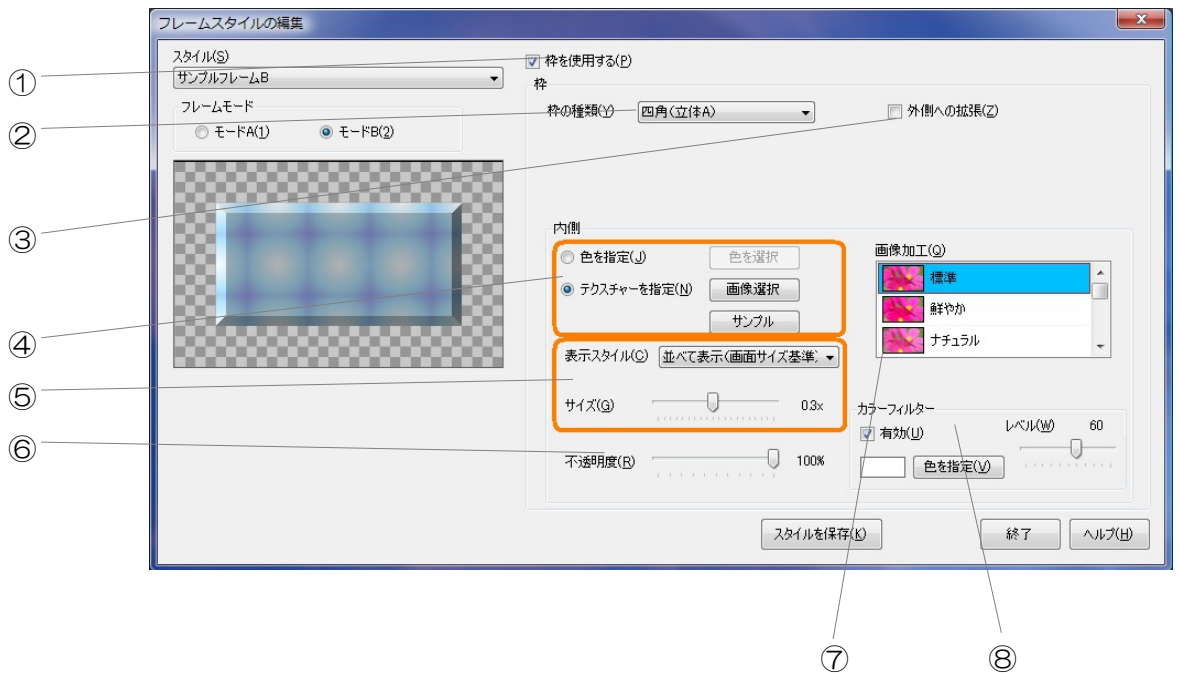 フレームスタイルの編集
スタイル(S)
サンプルフレームB
フレームモード
モードA(1)
モードB(2)
枠を使用する(P)
枠
枠の種類(Y)
四角(立体A)
外側への拡張(Z)
内側
色を指定(J)
色を選択
テクスチャーを指定(N)
画像選択
サンプル
表示スタイル(C)
並べて表示(画面サイズ基準)
サイズ(G)
0.3x
不透明度(R)
100%
画像加工(Q)
標準
鮮やか
ナチュラル
カラーフィルター
有効(U)
レベル(W)
60
色を指定(V)
スタイルを保存(K)
終了
ヘルプ(H)
①
②
③
④
⑤
⑥
⑦
⑧